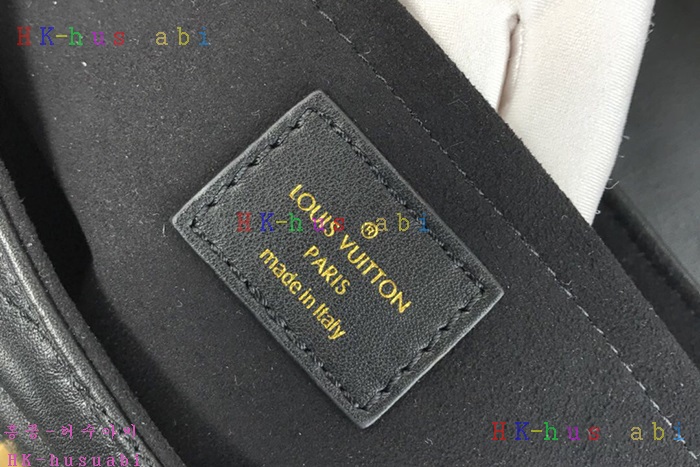 HK-hus abi
LOUIS VUITTON
®
PARIS
made in Italy
HK-hus abi
HK-hus abi
홍콩-허수아비
HK-husuabi